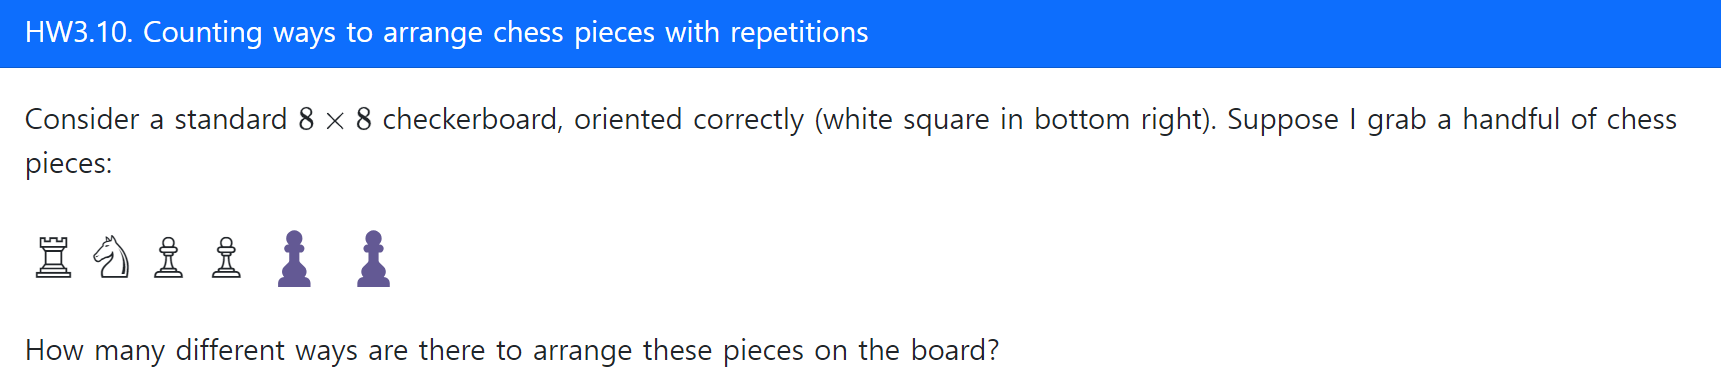 HW3.10. Counting ways to arrange chess pieces with repetitions
Consider a standard 8 × 8 checkerboard, oriented correctly (white square in bottom right). Suppose I grab a handful of chess
pieces:
How many different ways are there to arrange these pieces on the board?